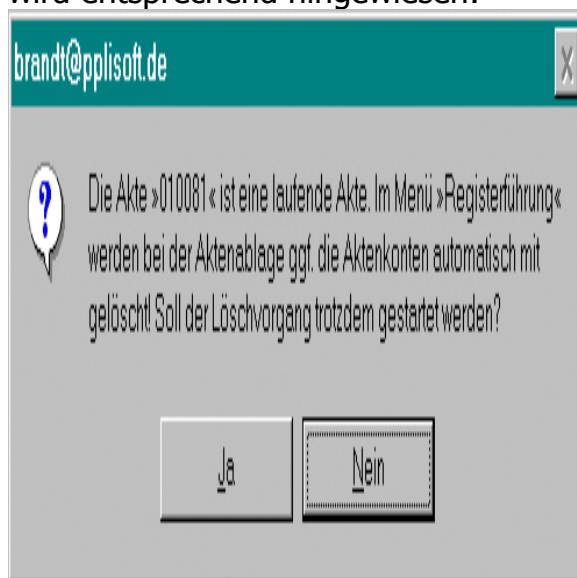 wird entsprechend hingewiesen.
brandt@pplisoft.de
Die Akte »010081« ist eine laufende Akte. Im Menü »Registerführung«
werden bei der Aktenablage ggf. die Aktenkonten automatisch mit
gelöscht! Soll der Löschvorgang trotzdem gestartet werden?
Ja
Nein